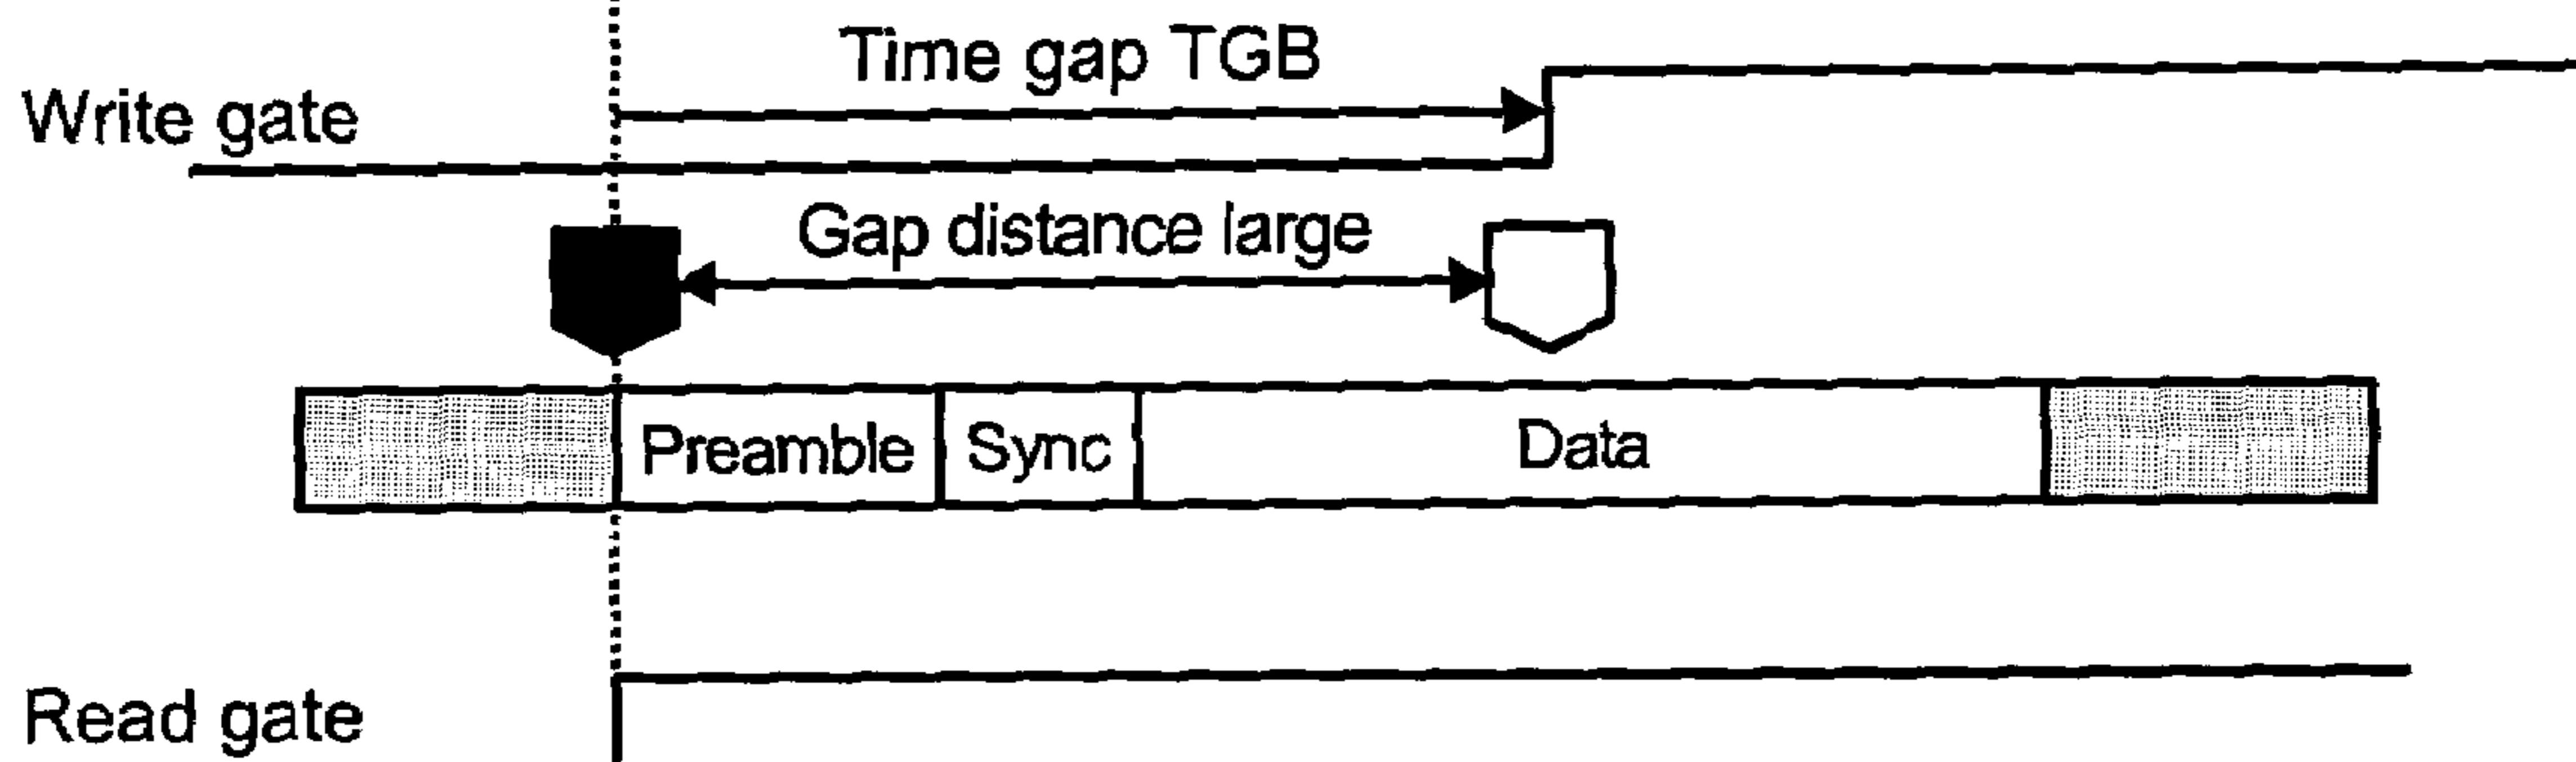 Time gap TGB
Write gate
Gap distance large
Preamble Sync Data
Read gate